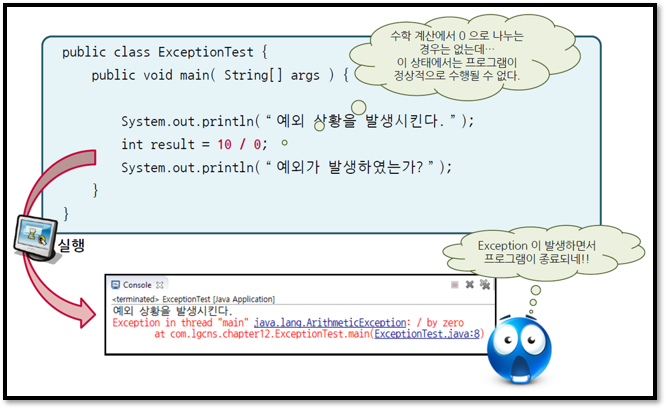 수학 계산에서 0 으로 나누는
경우는 없는데…
이 상태에서는 프로그램이
정상적으로 수행될 수 없다.
public class ExceptionTest {
public void main( String[] args ) {
System.out.println( “ 예외 상황을 발생시킨다. ” );
int result = 10 / 0;
System.out.println( “ 예외가 발생하였는가? ” );
}
}
실행
Exception 이 발생하면서
프로그램이 종료되네!!
Console
<terminated> ExceptionTest [Java Application]
예외 상황을 발생시킨다.
Exception in thread "main" java.lang.ArithmeticException: / by zero
at com.lgcns.chapter12.ExceptionTest.main(ExceptionTest.java:8)